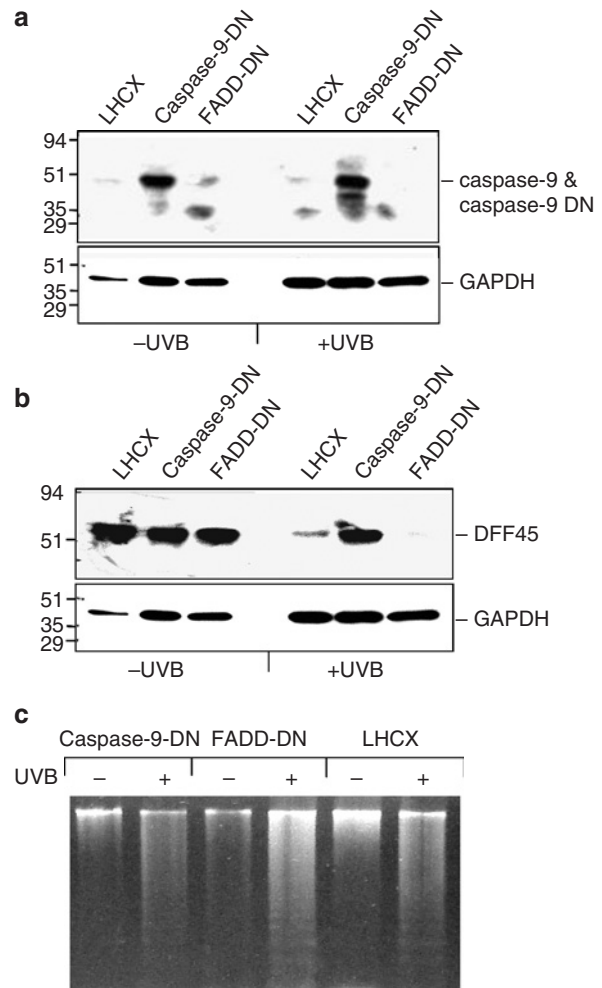 a
LHCX Caspase-9-DN FADD-DN LHCX Caspase-9-DN FADD-DN
94
51
35
29
– caspase-9 &
caspase-9 DN
51
35
29
– GAPDH
–UVB +UVB
b
LHCX Caspase-9-DN FADD-DN LHCX Caspase-9-DN FADD-DN
94
51
– DFF45
51
35
29
– GAPDH
–UVB +UVB
c
Caspase-9-DN FADD-DN LHCX
UVB – + – + – +